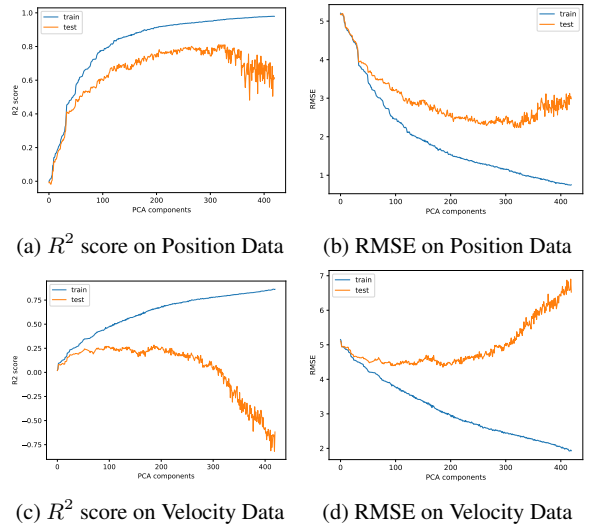 1.0
0.8
0.6
0.4
0.2
0.0
R2 score
train
test
0
100
200
300
400
PCA components
(a) R² score on Position Data
5
4
3
2
1
RMSE
train
test
0
100
200
300
400
PCA components
(b) RMSE on Position Data
0.75
0.50
0.25
0.00
−0.25
−0.50
−0.75
R2 score
train
test
0
100
200
300
400
PCA components
(c) R² score on Velocity Data
7
6
5
4
3
2
RMSE
train
test
0
100
200
300
400
PCA components
(d) RMSE on Velocity Data